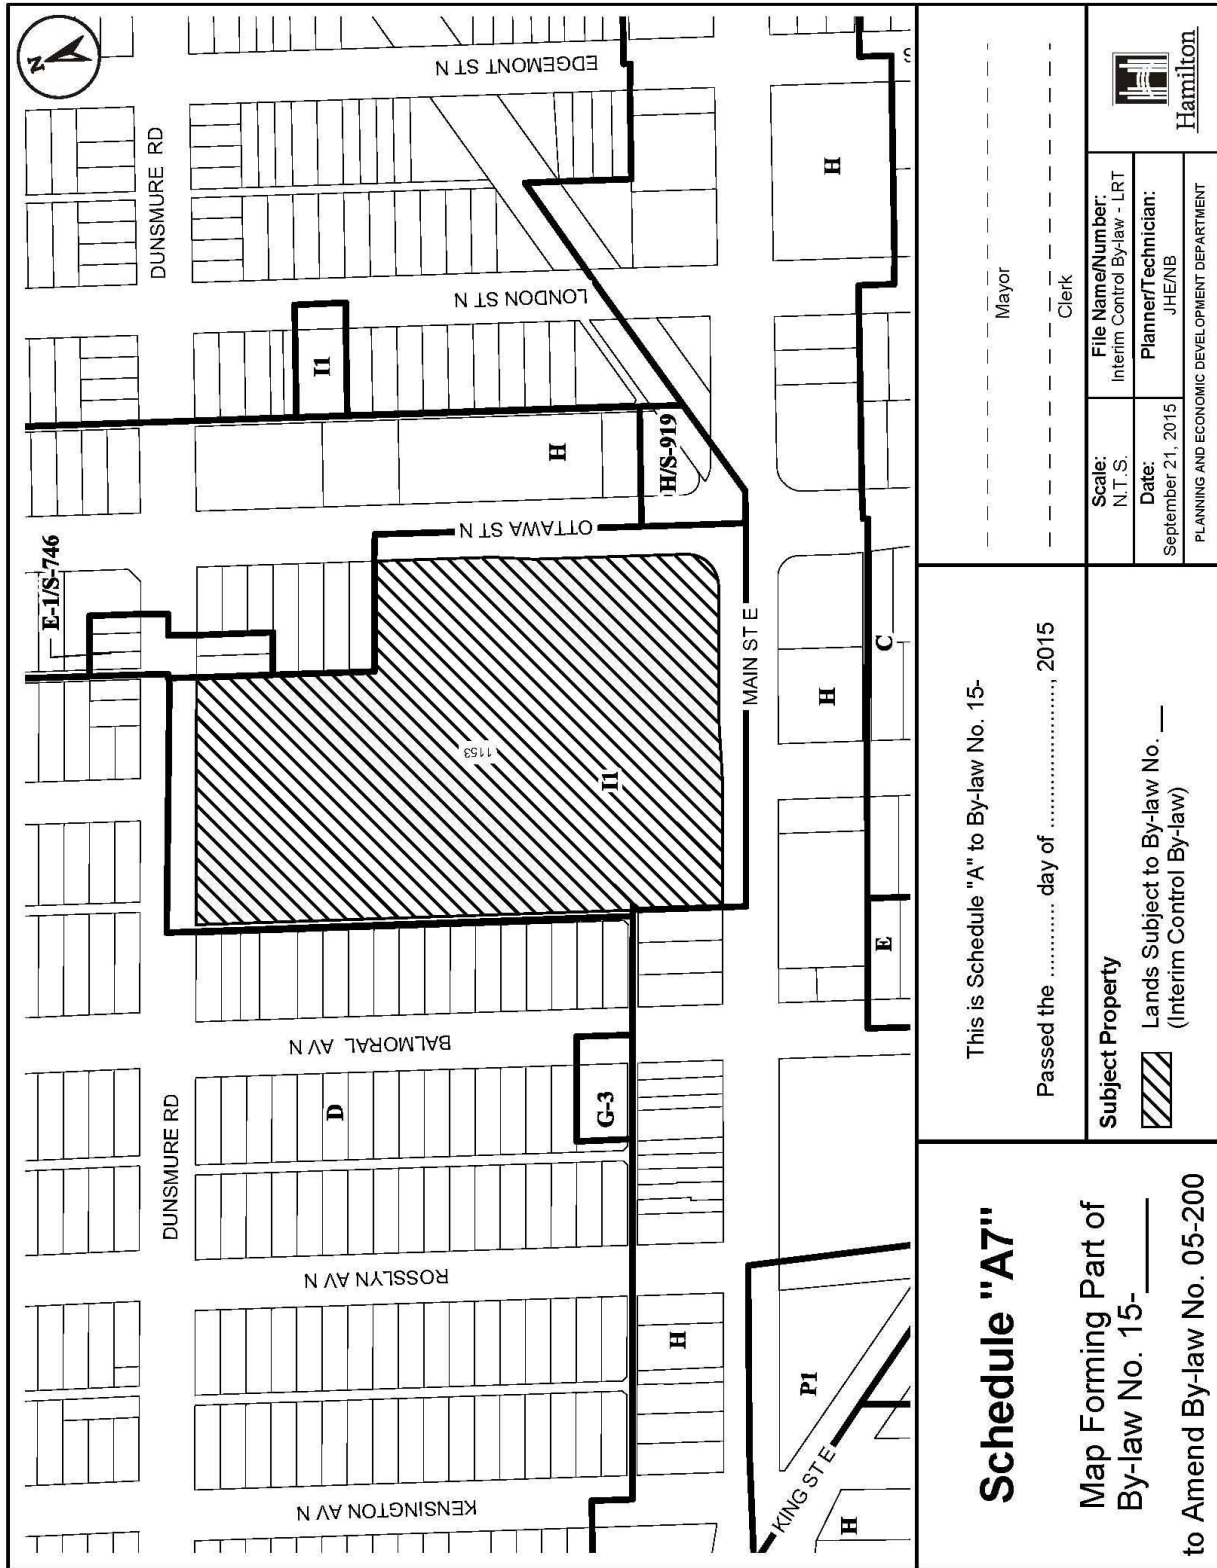 N
DUNSMURE RD
DUNSMURE RD
KENSINGTON AV N
ROSSLYN AV N
BALMORAL AV N
OTTAWA ST N
LONDON ST N
EDGEMONT ST N
MAIN ST E
KING ST E
E-1/S-746
I1
H
H/S-919
H
1153
I1
D
G-3
H
P1
H
E
C
H
S
Schedule "A7"
Map Forming Part of
By-law No. 15-______
to Amend By-law No. 05-200
This is Schedule "A" to By-law No. 15-
Passed the ............ day of ......................, 2015
Subject Property
Lands Subject to By-law No. __
(Interim Control By-law)
Mayor
Clerk
Scale:
N.T.S.
File Name/Number:
Interim Control By-law - LRT
Date:
September 21, 2015
Planner/Technician:
JHE/NB
PLANNING AND ECONOMIC DEVELOPMENT DEPARTMENT
Hamilton